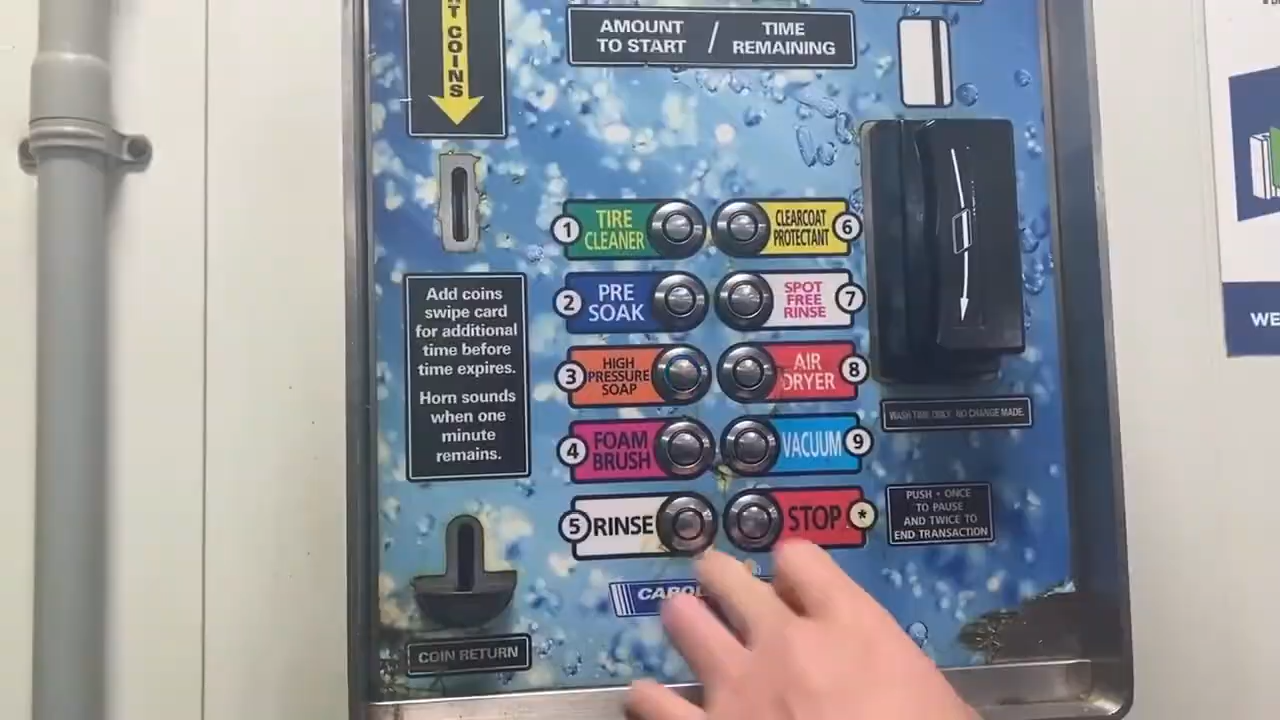 COINS
AMOUNT
TO START
/
TIME
REMAINING
1
TIRE
CLEANER
CLEARCOAT
PROTECTANT
6
2
PRE
SOAK
SPOT
FREE
RINSE
7
3
HIGH
PRESSURE
SOAP
AIR
DRYER
8
4
FOAM
BRUSH
VACUUM
9
5
RINSE
STOP
*
Add coins
swipe card
for additional
time before
time expires.
Horn sounds
when one
minute
remains.
WASH TIME ONLY. NO CHANGE MADE.
PUSH • ONCE
TO PAUSE
AND TWICE TO
END TRANSACTION
COIN RETURN
WE